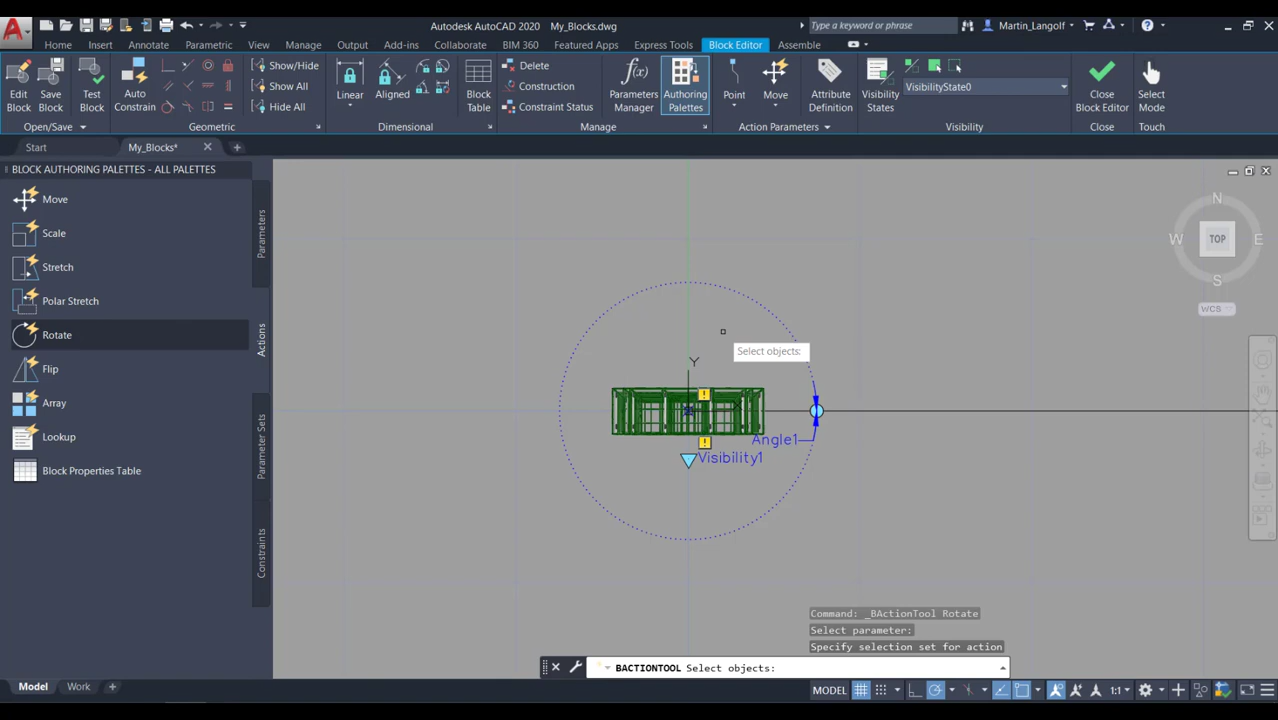 Autodesk AutoCAD 2020 My_Blocks.dwg
Type a keyword or phrase
Martin_Langolf
Home Insert Annotate Parametric View Manage Output Add-ins Collaborate BIM 360 Featured Apps Express Tools Block Editor Assemble
Edit Block
Save Block
Test Block
Open/Save
Auto Constrain
Show/Hide
Show All
Hide All
Geometric
Linear
Aligned
Dimensional
Block Table
Delete
Construction
Constraint Status
Manage
Parameters Manager
Authoring Palettes
Point
Move
Action Parameters
Attribute Definition
Visibility States
VisibilityState0
Visibility
Close Block Editor
Close
Select Mode
Touch
Start
My_Blocks*
BLOCK AUTHORING PALETTES - ALL PALETTES
Move
Scale
Stretch
Polar Stretch
Rotate
Flip
Array
Lookup
Block Properties Table
Parameters
Actions
Parameter Sets
Constraints
N
W TOP E
S
WCS
Select objects:
Y
Angle1
Visibility1
Command: _BActionTool Rotate
Select parameter:
Specify selection set for action
BACTIONTOOL Select objects:
Model Work
MODEL
1:1